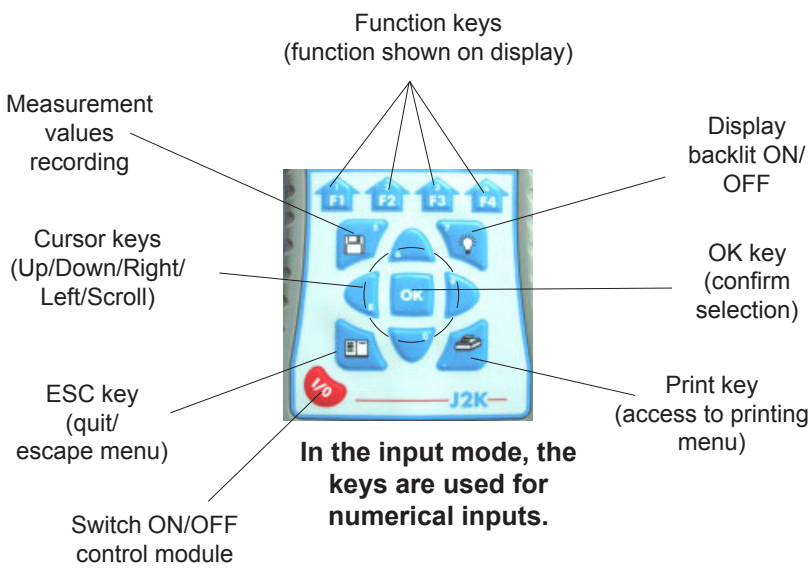 Function keys
(function shown on display)
Measurement
values
recording
Display
backlit ON/
OFF
F1 F2 F3 F4
Cursor keys
(Up/Down/Right/
Left/Scroll)
OK key
(confirm
selection)
OK
ESC key
(quit/
escape menu)
Print key
(access to printing
menu)
I/O
J2K
In the input mode, the
keys are used for
numerical inputs.
Switch ON/OFF
control module